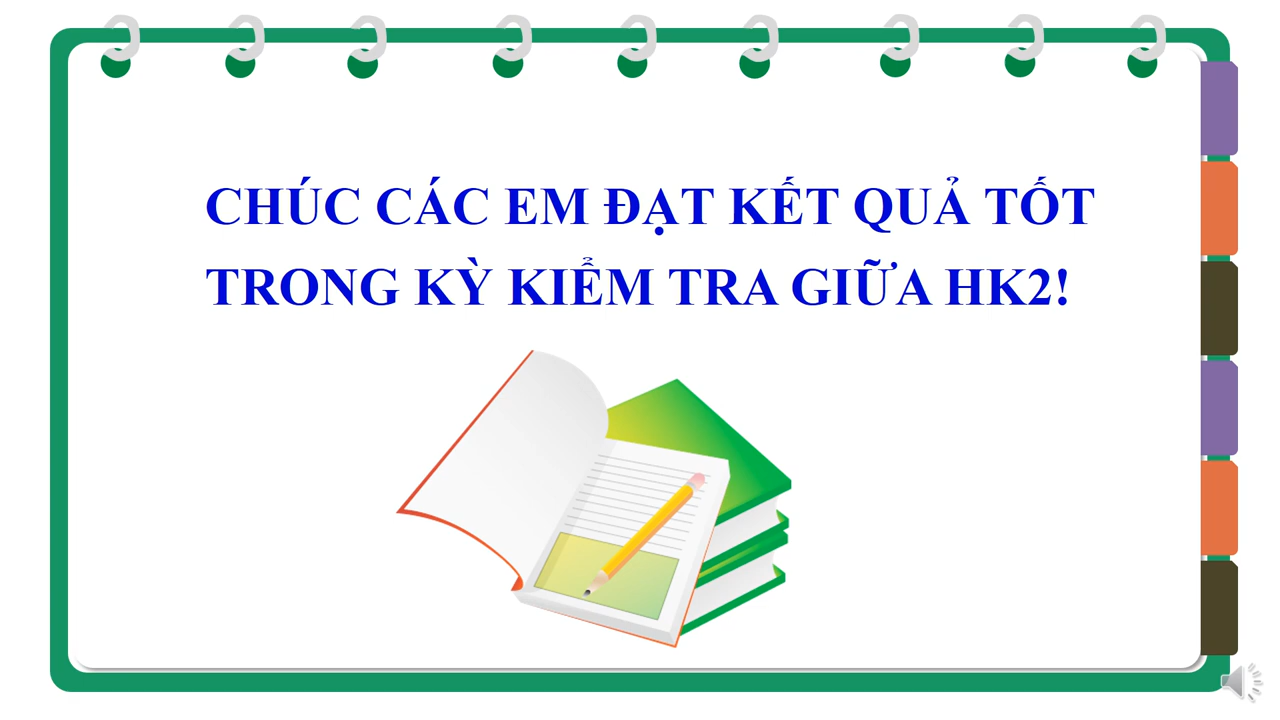 CHÚC CÁC EM ĐẠT KẾT QUẢ TỐT
TRONG KỲ KIỂM TRA GIỮA HK2!